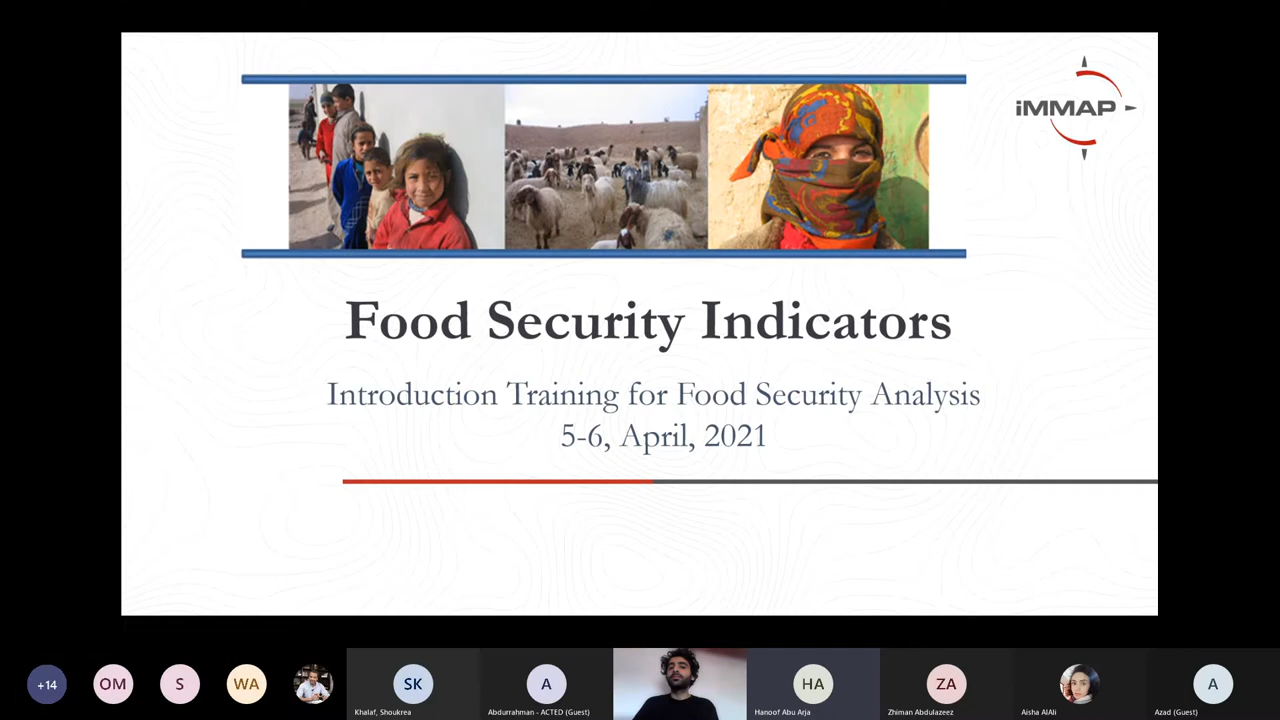 iMMAP
Food Security Indicators
Introduction Training for Food Security Analysis
5-6, April, 2021
+14
OM
S
WA
SK
Khalaf, Shoukrea
A
Abdurrahman - ACTED (Guest)
HA
Hanoof Abu Arja
ZA
Zhiman Abdulazeez
Aisha AlAli
A
Azad (Guest)